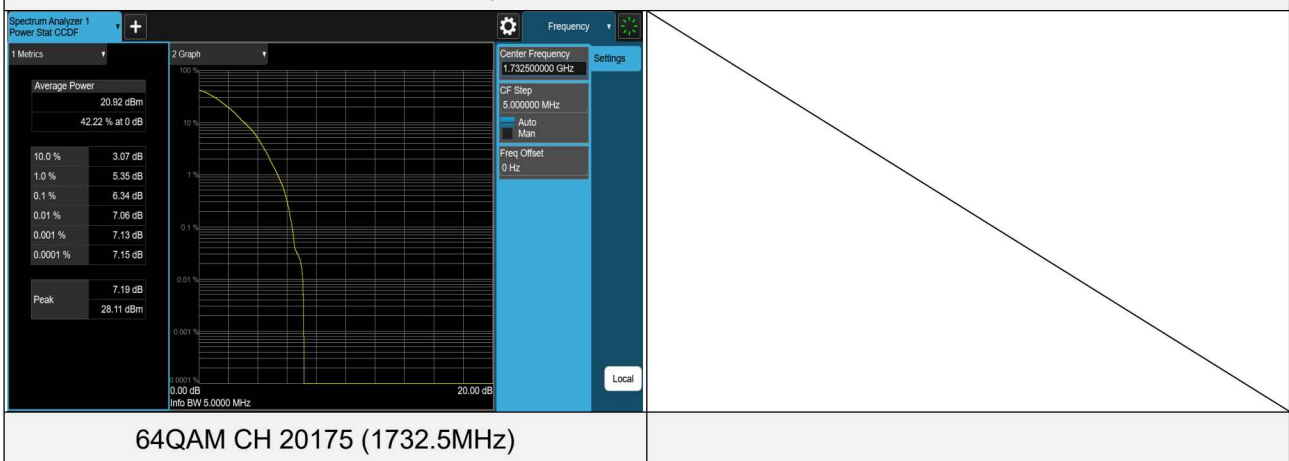 Spectrum Analyzer 1
Power Stat CCDF
Frequency
1 Metrics
2 Graph
Center Frequency
1.732500000 GHz
Settings
CF Step
5.000000 MHz
Auto
Man
Freq Offset
0 Hz
Average Power
20.92 dBm
42.22 % at 0 dB
10.0 % 3.07 dB
1.0 % 5.35 dB
0.1 % 6.34 dB
0.01 % 7.06 dB
0.001 % 7.13 dB
0.0001 % 7.15 dB
Peak
7.19 dB
28.11 dBm
100 %
10 %
1 %
0.1 %
0.01 %
0.001 %
0.0001 %
0.00 dB
20.00 dB
Info BW 5.0000 MHz
Local
64QAM CH 20175 (1732.5MHz)